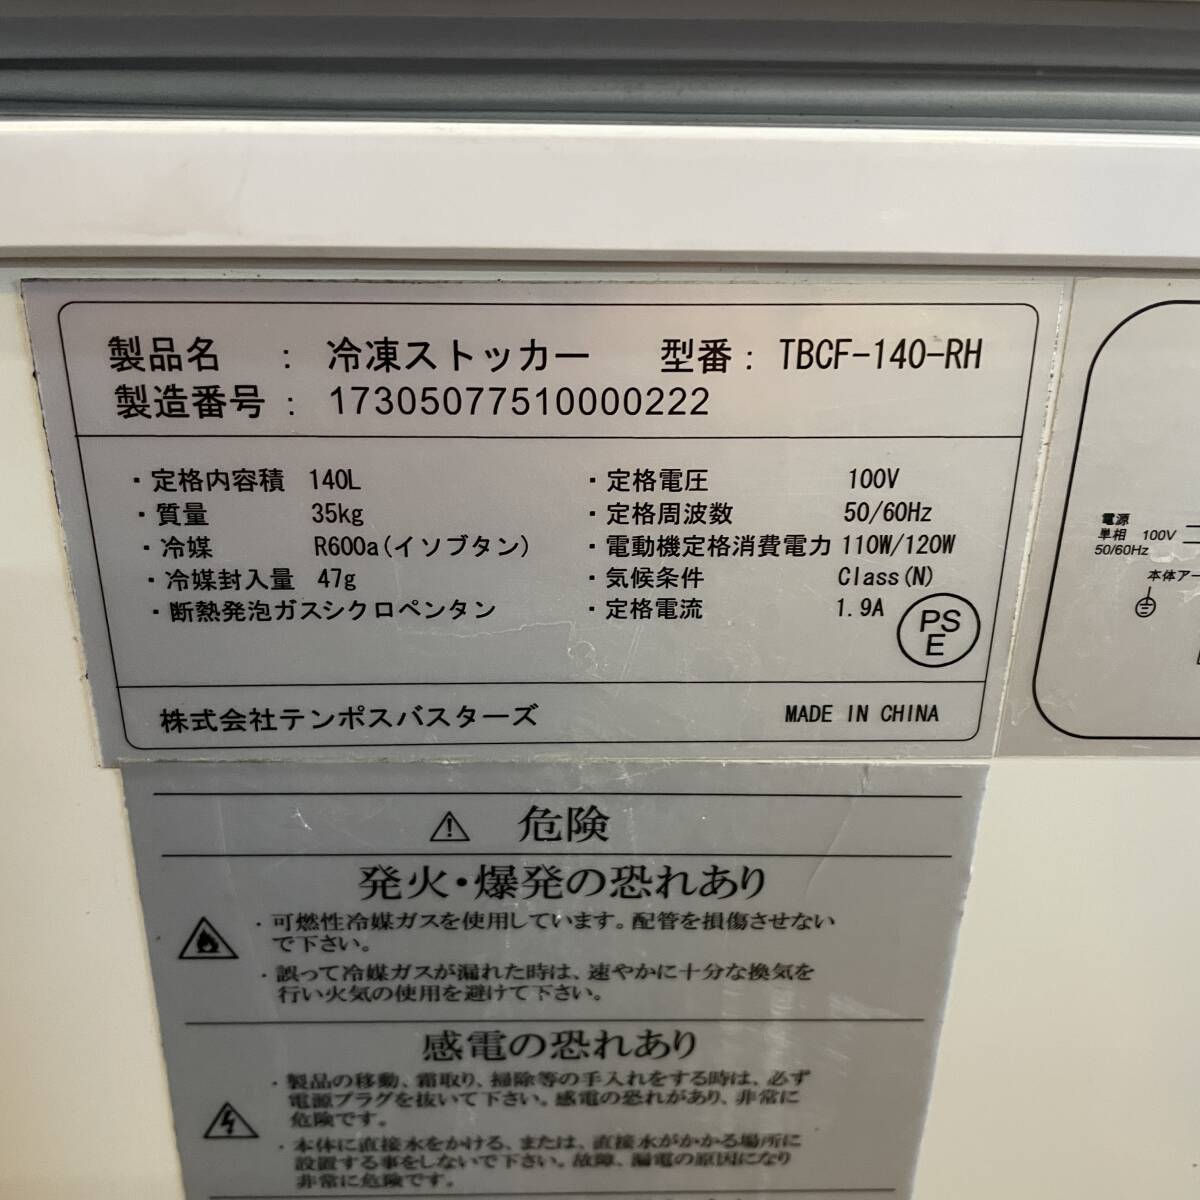 製品名 : 冷凍ストッカー 型番: TBCF-140-RH
製造番号 : 17305077510000222
・定格内容積 140L
・質量 35kg
・冷媒 R600a(イソブタン)
・冷媒封入量 47g
・断熱発泡ガスシクロペンタン
・定格電圧 100V
・定格周波数 50/60Hz
・電動機定格消費電力 110W/120W
・気候条件 Class(N)
・定格電流 1.9A
PS
E
株式会社テンポスバスターズ MADE IN CHINA
電源
単相 100V
50/60Hz
本体アー
危険
発火・爆発の恐れあり
・可燃性冷媒ガスを使用しています。配管を損傷させない
で下さい。
・誤って冷媒ガスが漏れた時は、速やかに十分な換気を
行い火気の使用を避けて下さい。
感電の恐れあり
・製品の移動、霜取り、掃除等の手入れをする時は、必ず
電源プラグを抜いて下さい。感電の恐れがあり、非常に
危険です。
・本体に直接水をかける、または、直接水がかかる場所に
設置する事をしないで下さい。故障、漏電の原因になり
非常に危険です。